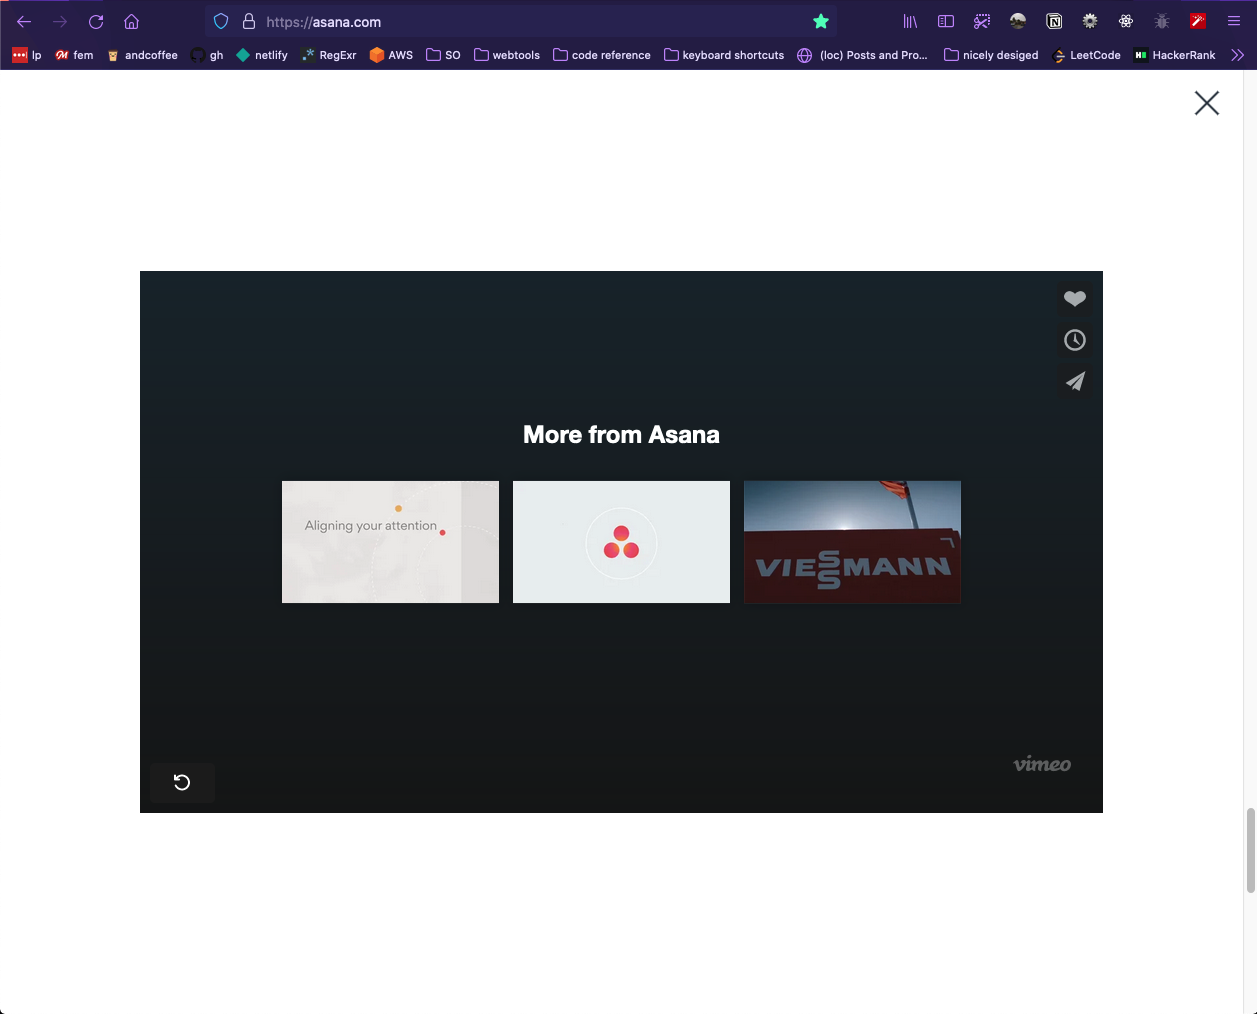 https://asana.com
lp fem andcoffee gh netlify RegExr AWS SO webtools code reference keyboard shortcuts (loc) Posts and Pro... nicely desiged LeetCode HackerRank
More from Asana
Aligning your attention
VIESSMANN
vimeo